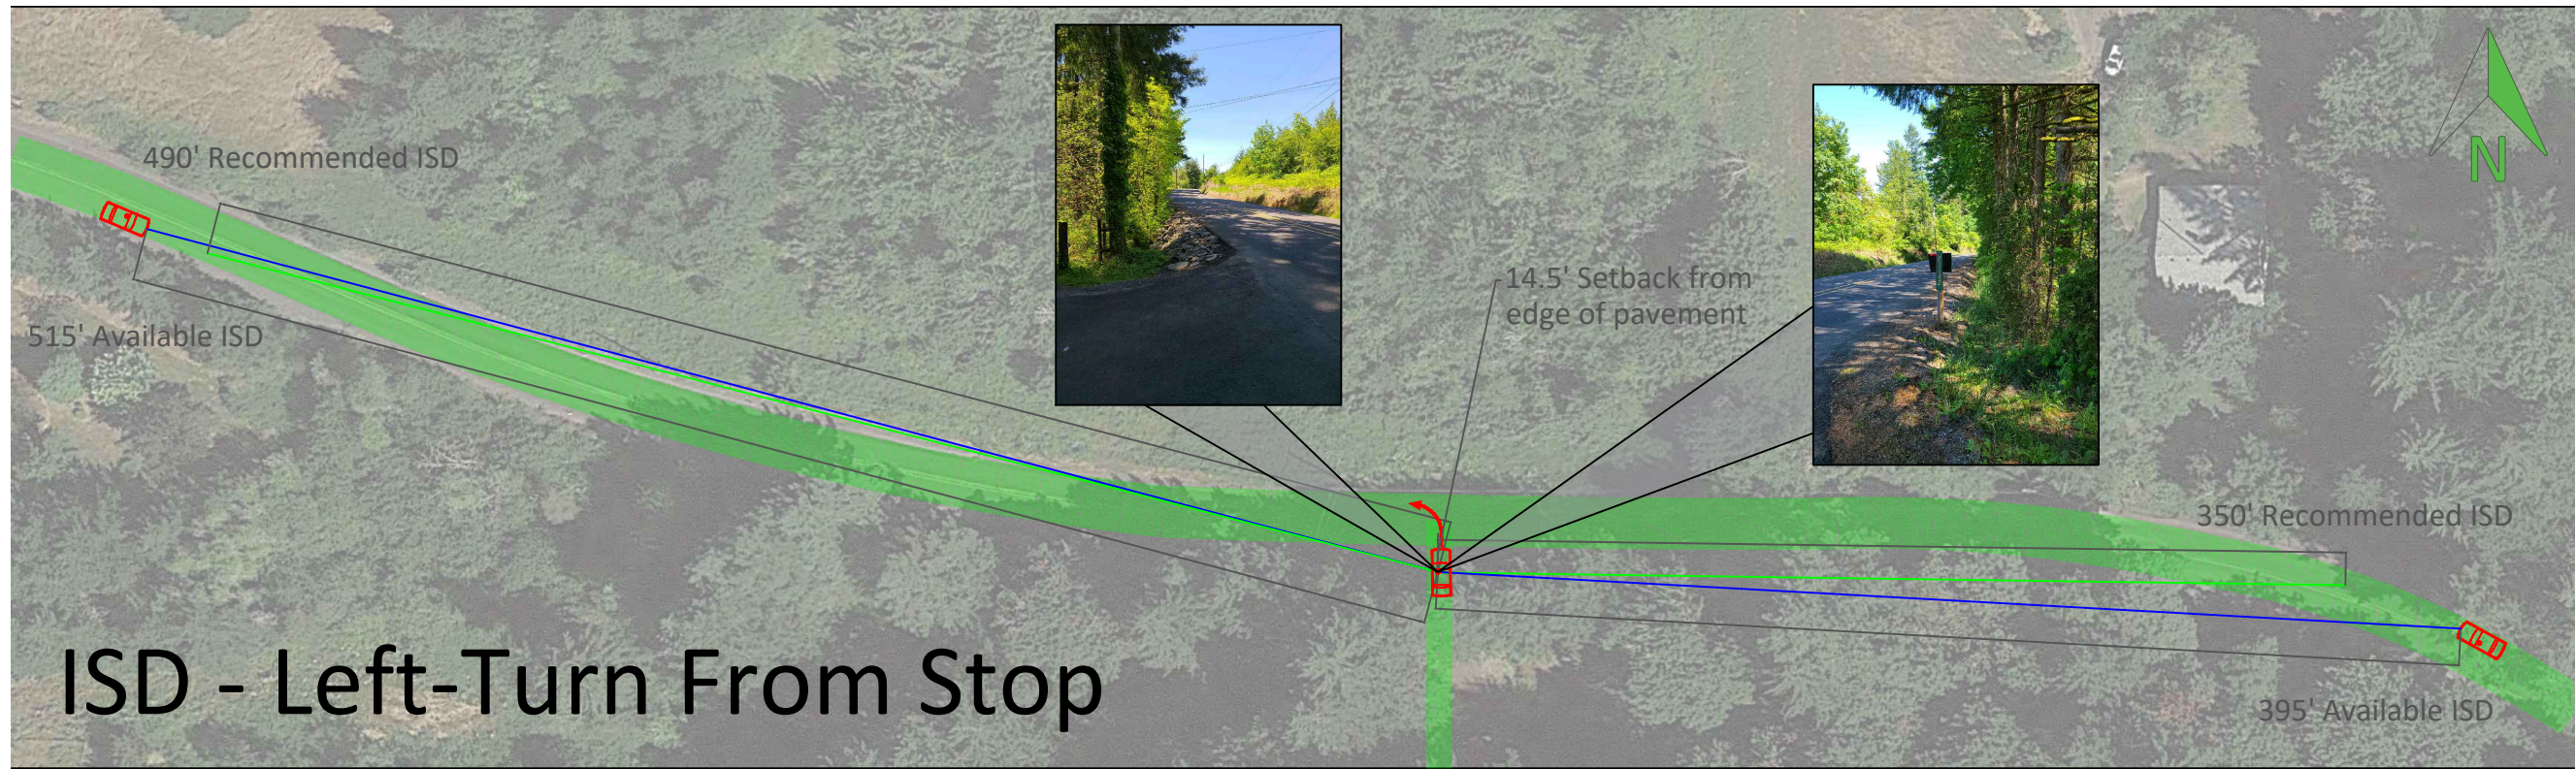 490' Recommended ISD
515' Available ISD
14.5' Setback from
edge of pavement
N
350' Recommended ISD
395' Available ISD
ISD - Left-Turn From Stop